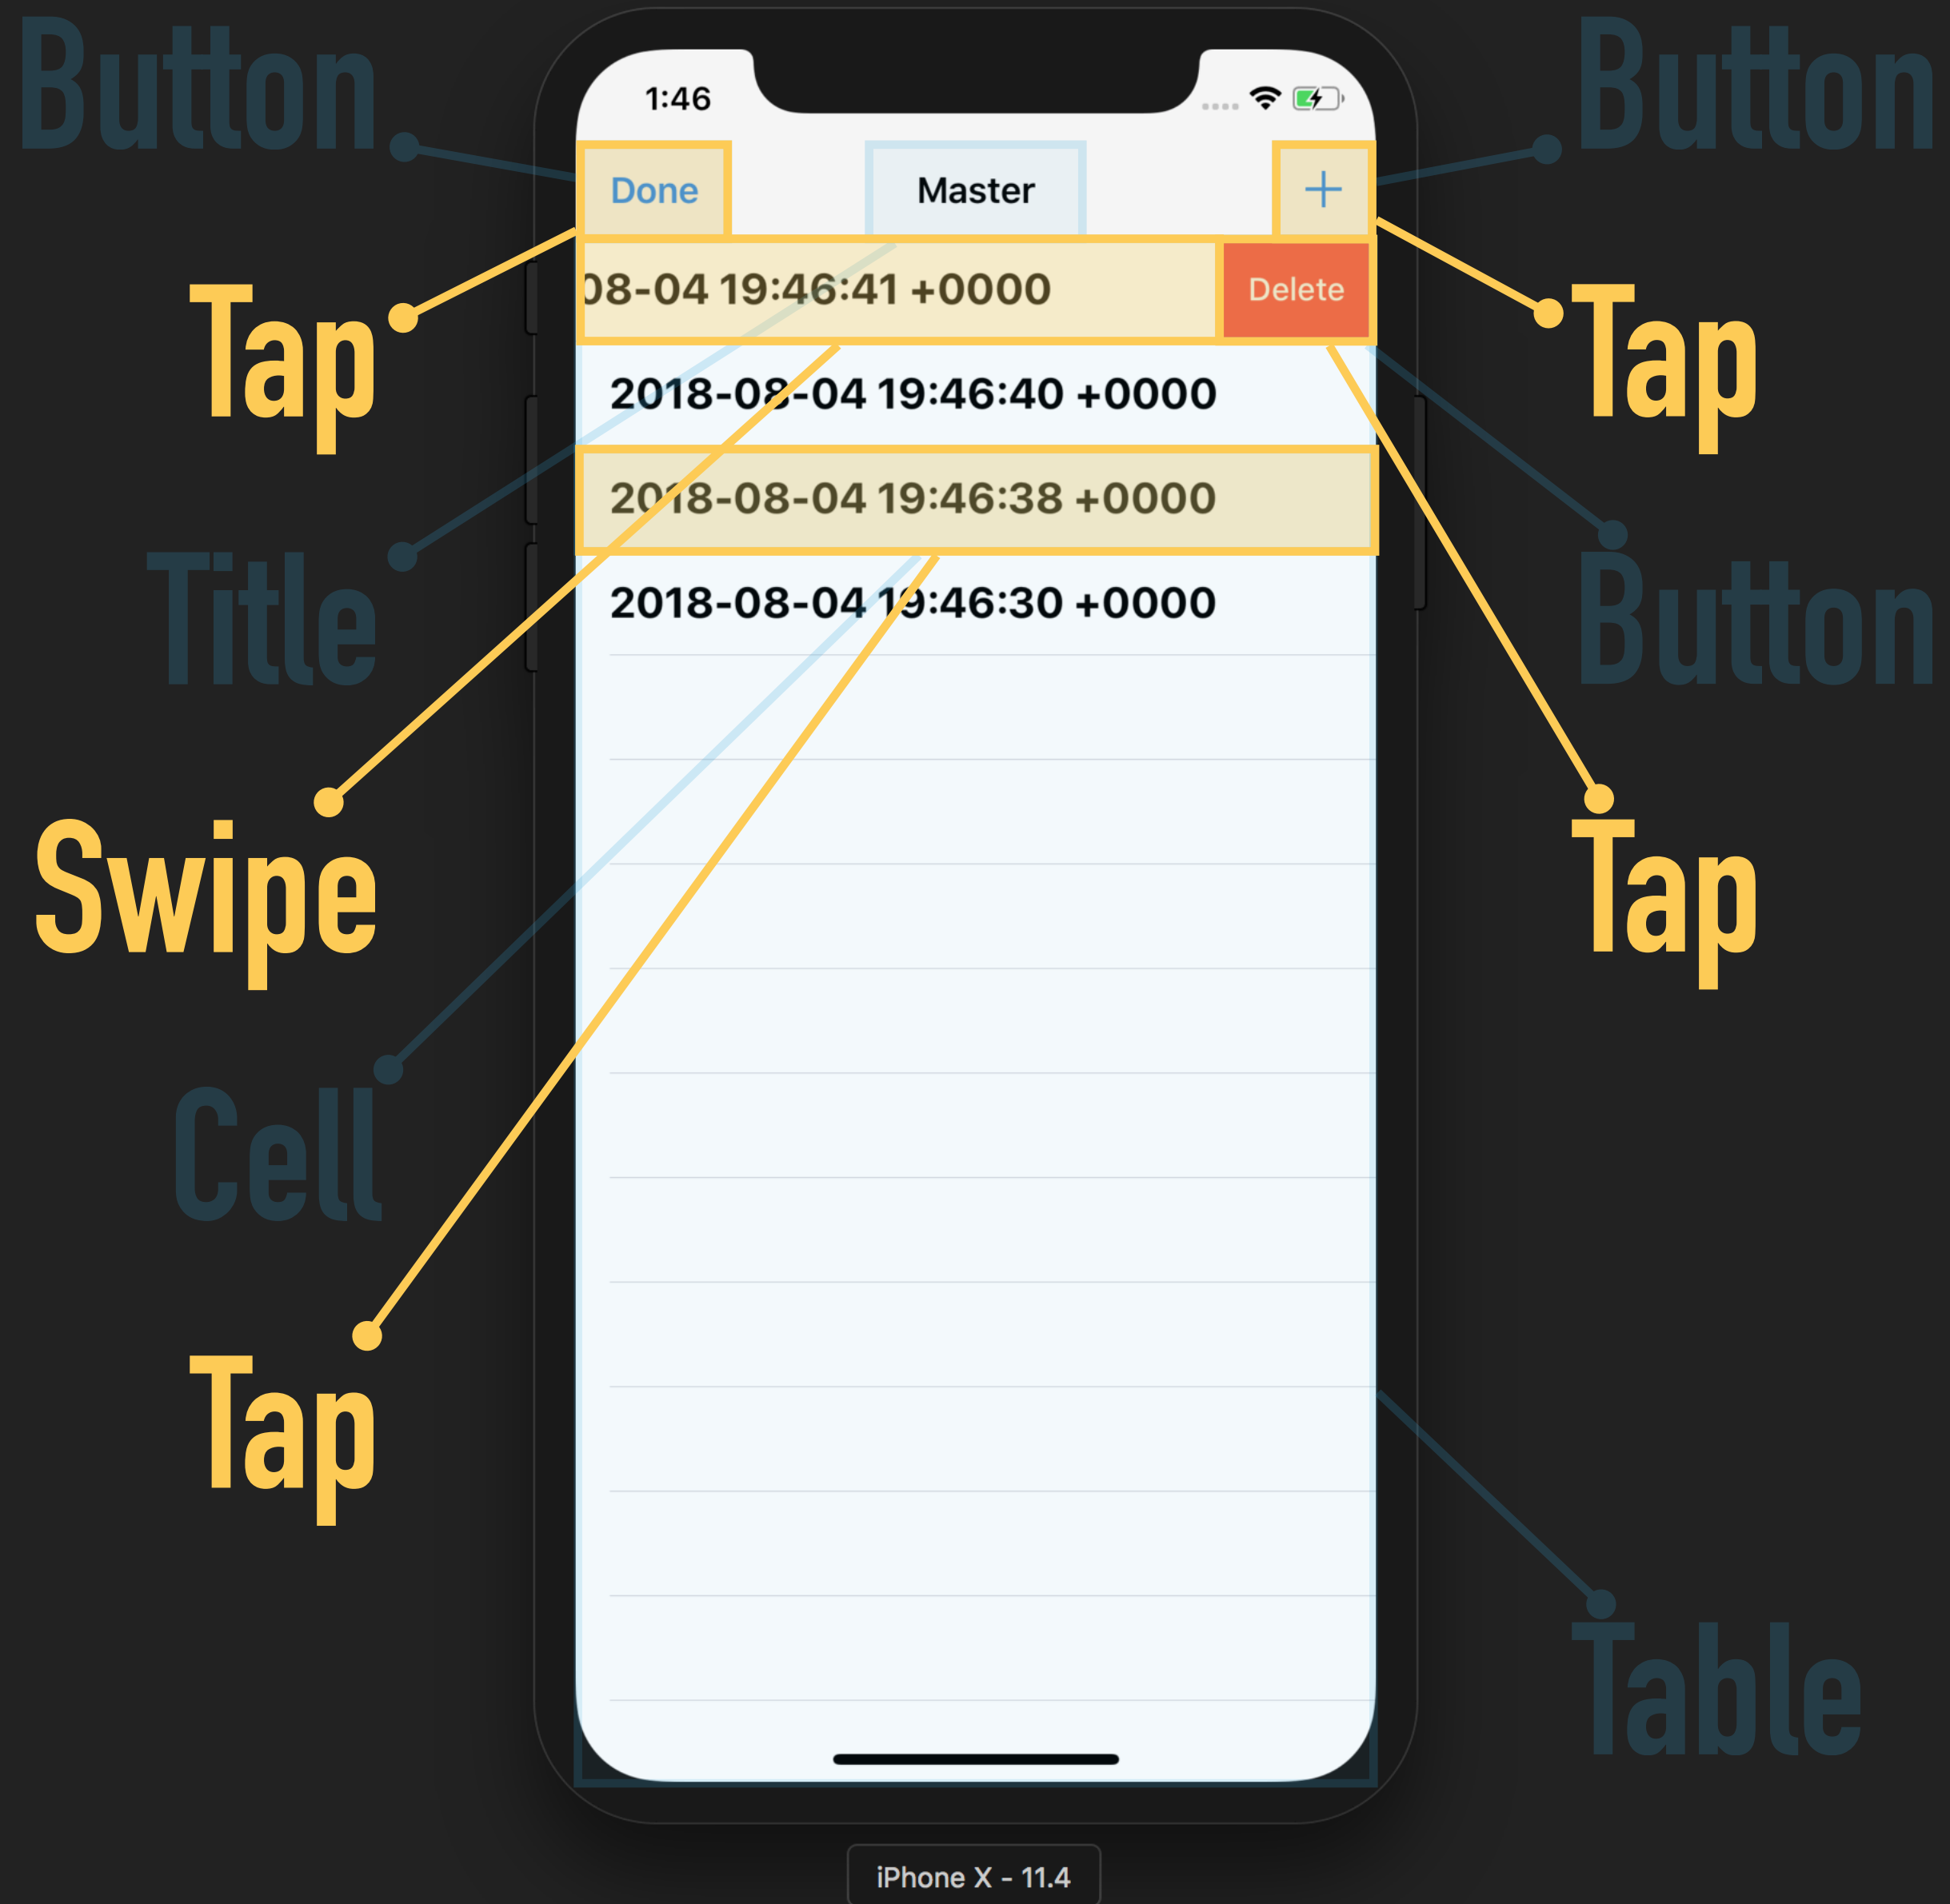 Button
Button
1:46
Done
Master
+
Tap
08-04 19:46:41 +0000
Delete
Tap
2018-08-04 19:46:40 +0000
2018-08-04 19:46:38 +0000
Title
2018-08-04 19:46:30 +0000
Button
Swipe
Tap
Cell
Tap
Table
iPhone X - 11.4